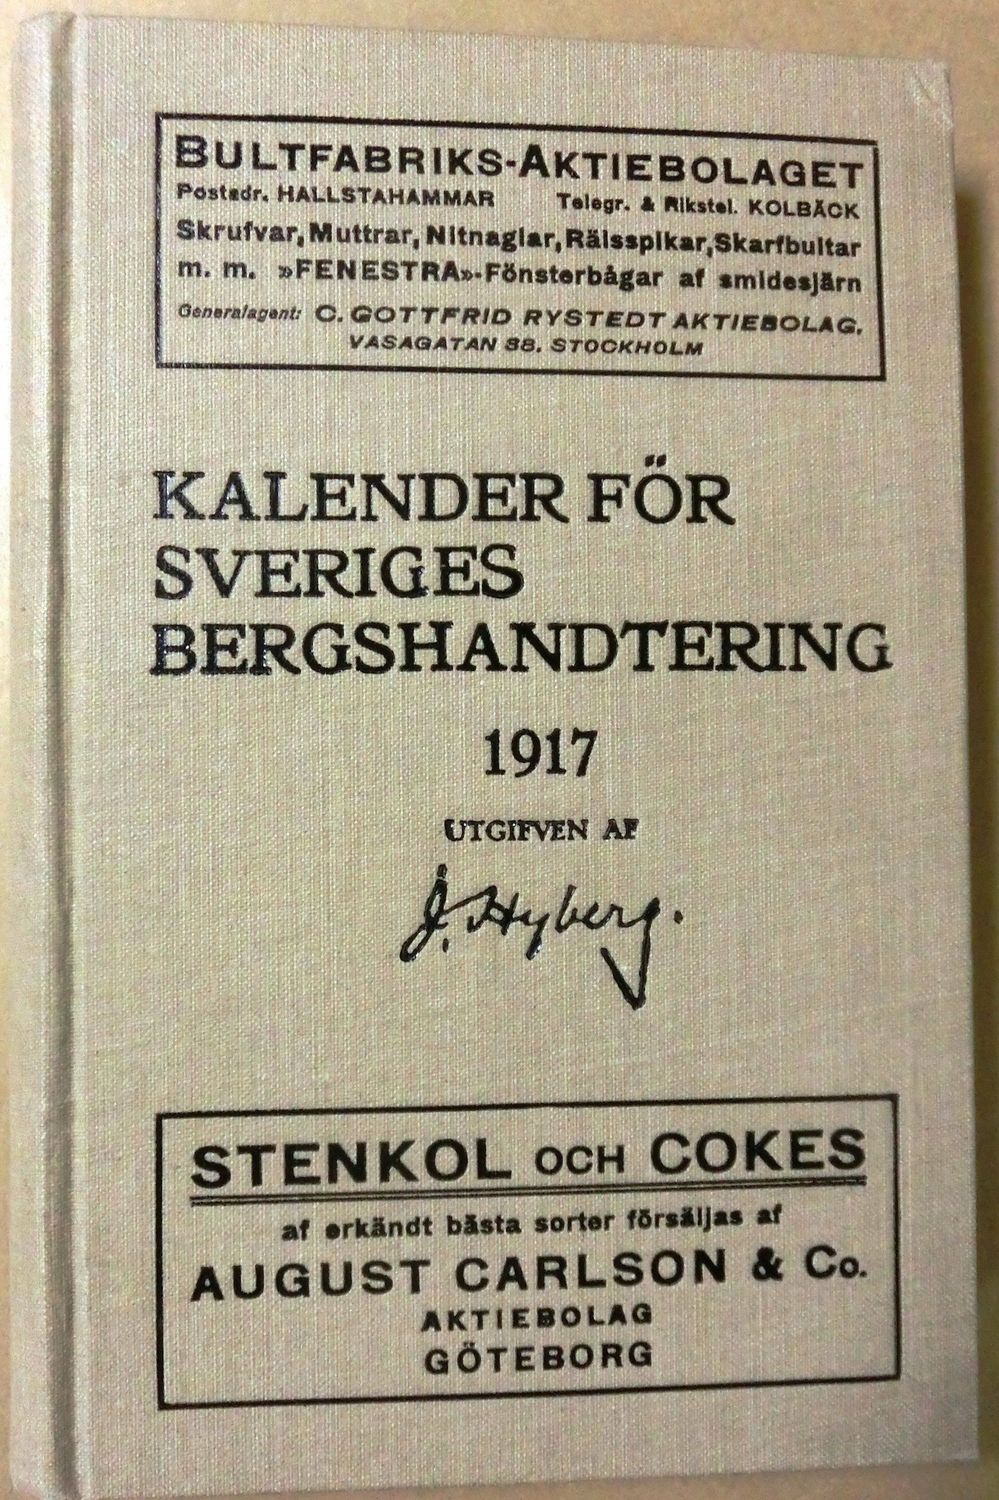 BULTFABRIKS-AKTIEBOLAGET
Postadr. HALLSTAHAMMAR Telegr. & Rikstel. KOLBÄCK
Skrufvar, Muttrar, Nitnaglar, Rälsspikar, Skarfbultar
m. m. »FENESTRA»-Fönsterbågar af smidesjärn
Generalagent: C. GOTTFRID RYSTEDT AKTIEBOLAG.
VASAGATAN 38. STOCKHOLM
KALENDER FÖR
SVERIGES
BERGSHANDTERING
1917
UTGIFVEN AF
J. Hyberg.
STENKOL OCH COKES
af erkändt bästa sorter försäljas af
AUGUST CARLSON & Co.
AKTIEBOLAG
GÖTEBORG